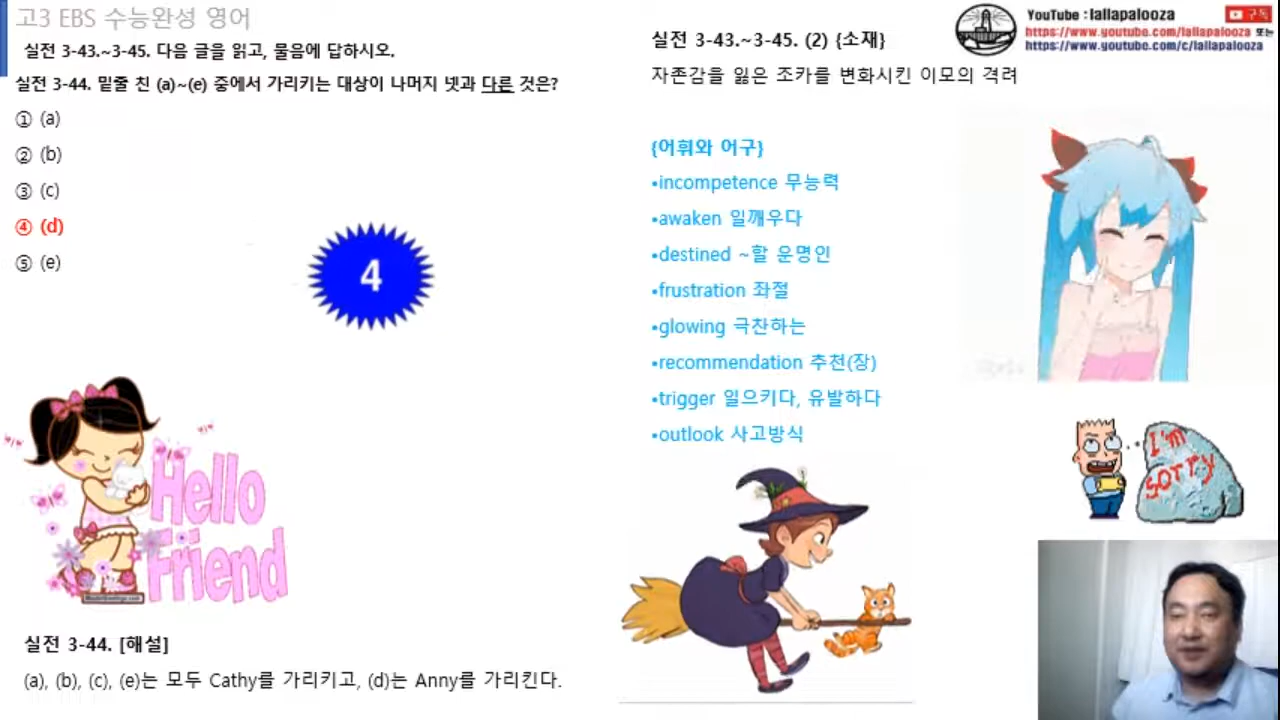 고3 EBS 수능완성 영어
실전 3-43.~3-45. 다음 글을 읽고, 물음에 답하시오.
실전 3-44. 밑줄 친 (a)~(e) 중에서 가리키는 대상이 나머지 넷과 다른 것은?
① (a)
② (b)
③ (c)
④ (d)
⑤ (e)
4
Hello
Friend
실전 3-44. [해설]
(a), (b), (c), (e)는 모두 Cathy를 가리키고, (d)는 Anny를 가리킨다.
실전 3-43.~3-45. (2) {소재}
자존감을 잃은 조카를 변화시킨 이모의 격려
{어휘와 어구}
•incompetence 무능력
•awaken 일깨우다
•destined ~할 운명인
•frustration 좌절
•glowing 극찬하는
•recommendation 추천(장)
•trigger 일으키다, 유발하다
•outlook 사고방식
YouTube : lallapalooza
구독
https://www.youtube.com/lallapalooza 또는
https://www.youtube.com/c/lallapalooza
I'm
sorry